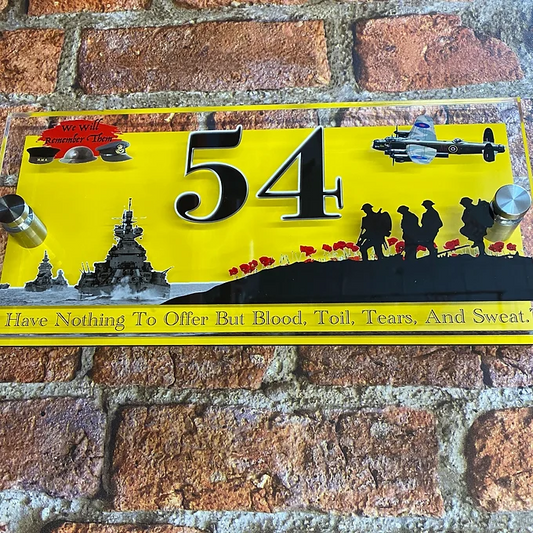 We Will
Remember Them
54
Have Nothing To Offer But Blood, Toil, Tears, And Sweat."